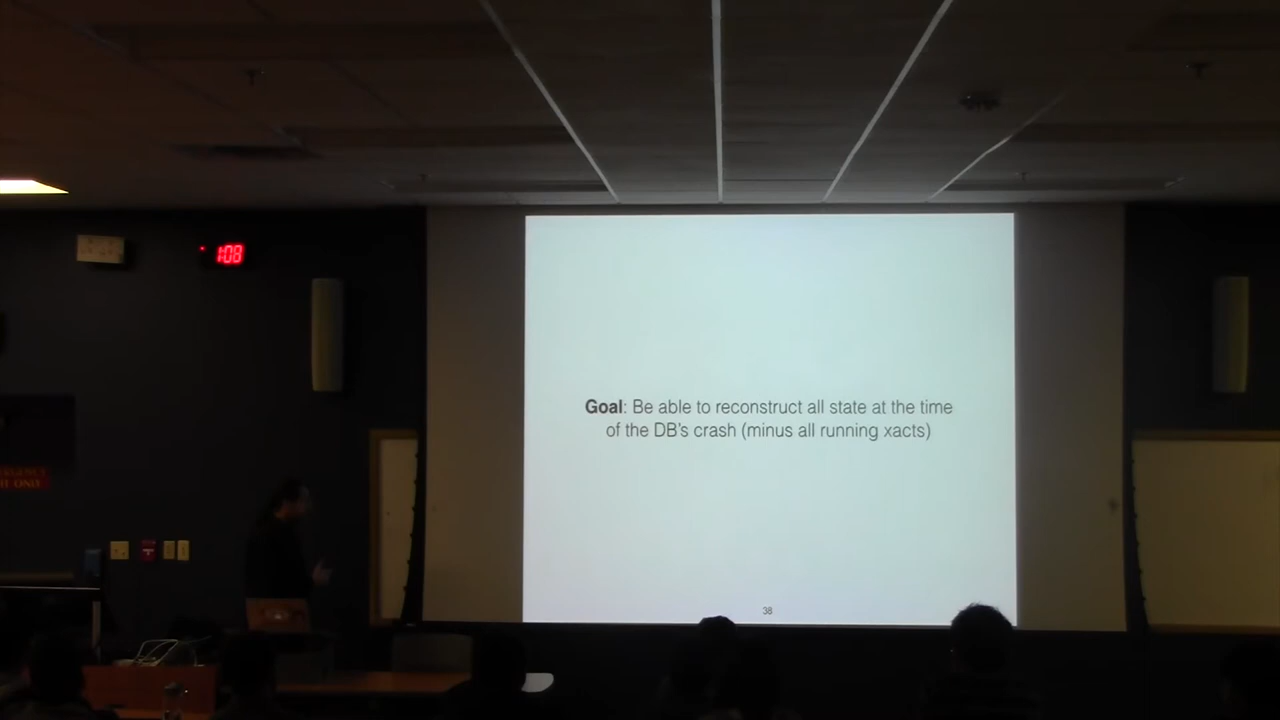 1:08
Goal: Be able to reconstruct all state at the time
of the DB's crash (minus all running xacts)
38